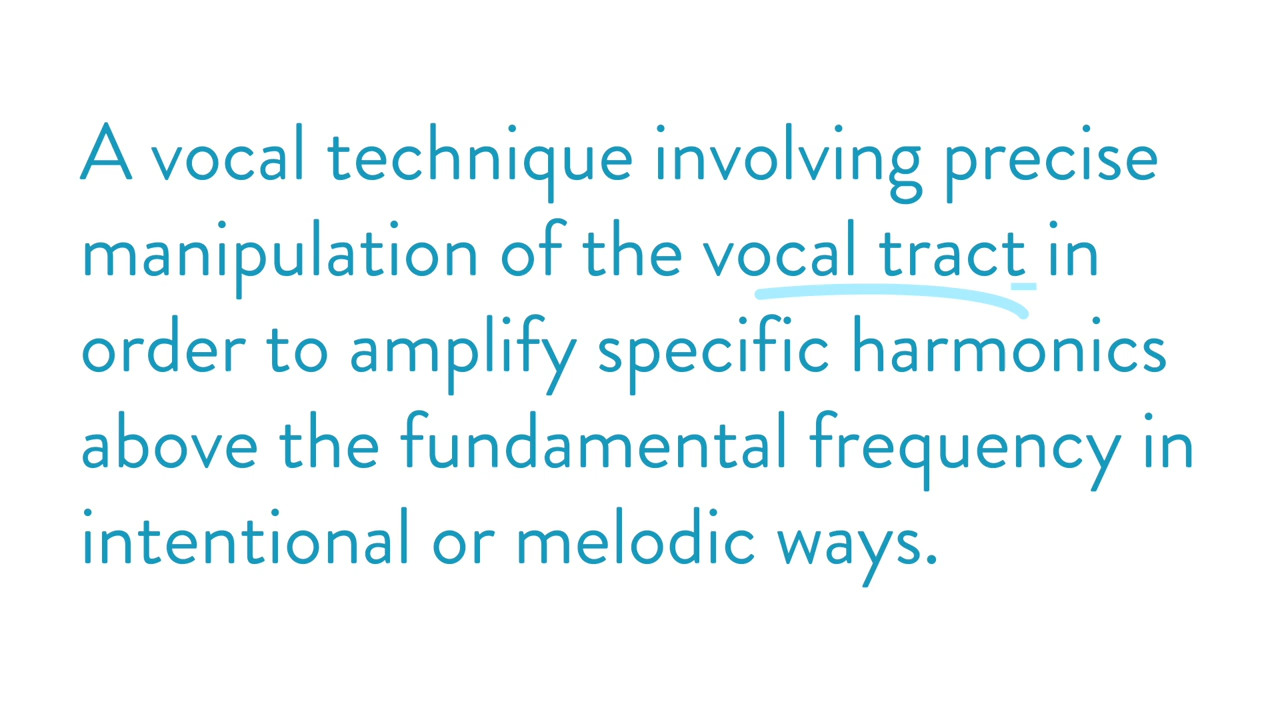 A vocal technique involving precise
manipulation of the vocal tract in
order to amplify specific harmonics
above the fundamental frequency in
intentional or melodic ways.